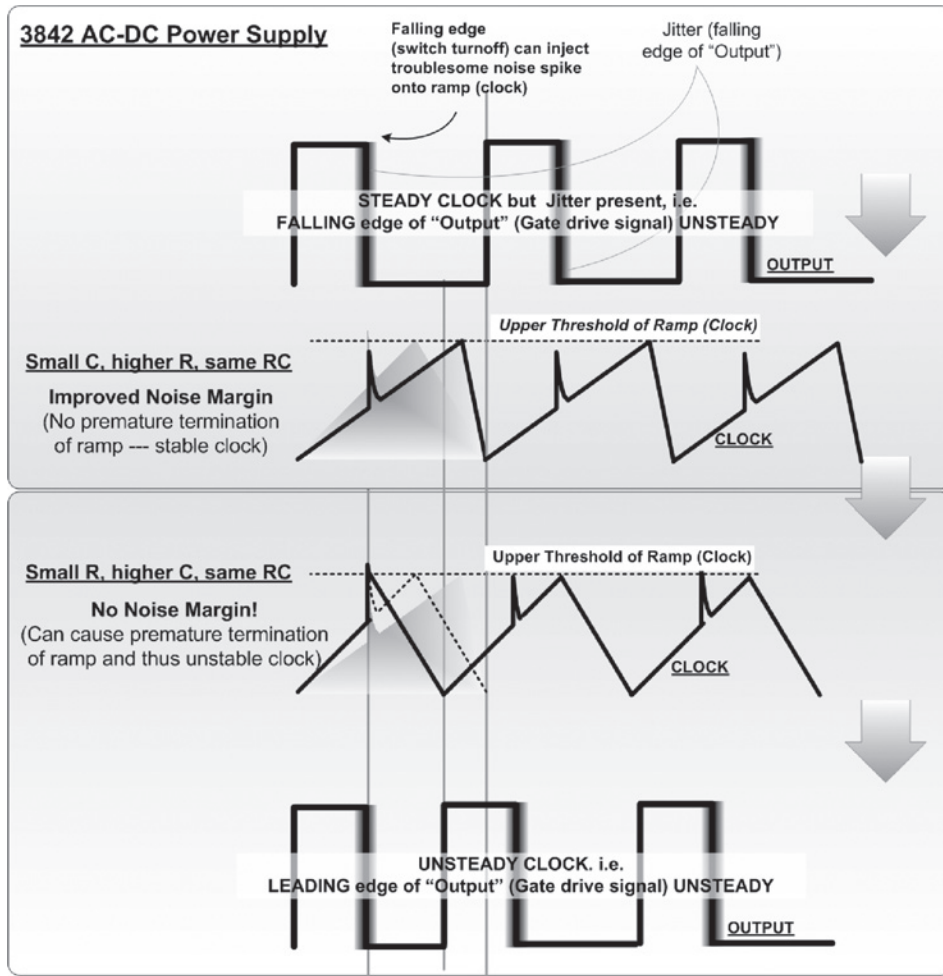 3842 AC-DC Power Supply
Falling edge
(switch turnoff) can inject
troublesome noise spike
onto ramp (clock)
Jitter (falling
edge of “Output”)
STEADY CLOCK but Jitter present, i.e.
FALLING edge of “Output” (Gate drive signal) UNSTEADY
OUTPUT
Upper Threshold of Ramp (Clock)
Small C, higher R, same RC
Improved Noise Margin
(No premature termination
of ramp --- stable clock)
CLOCK
Upper Threshold of Ramp (Clock)
Small R, higher C, same RC
No Noise Margin!
(Can cause premature termination
of ramp and thus unstable clock)
CLOCK
UNSTEADY CLOCK. i.e.
LEADING edge of “Output” (Gate drive signal) UNSTEADY
OUTPUT